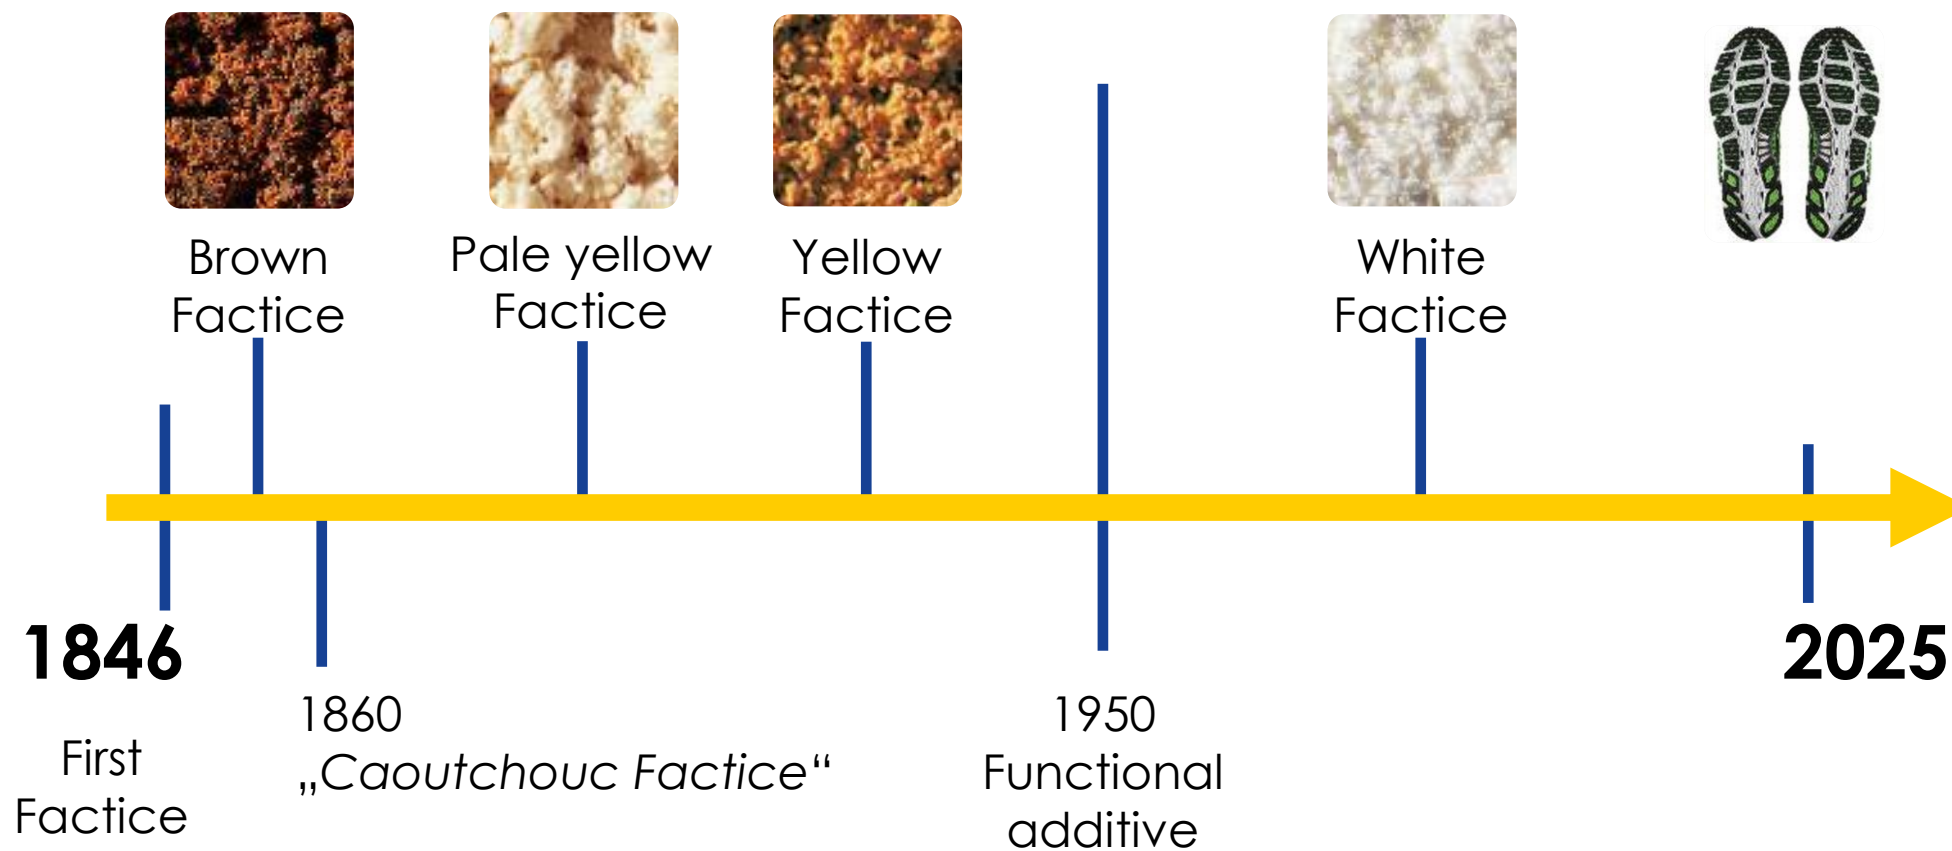 Brown
Factice
Pale yellow
Factice
Yellow
Factice
White
Factice
1846
First
Factice
1860
„Caoutchouc Factice“
1950
Functional
additive
2025